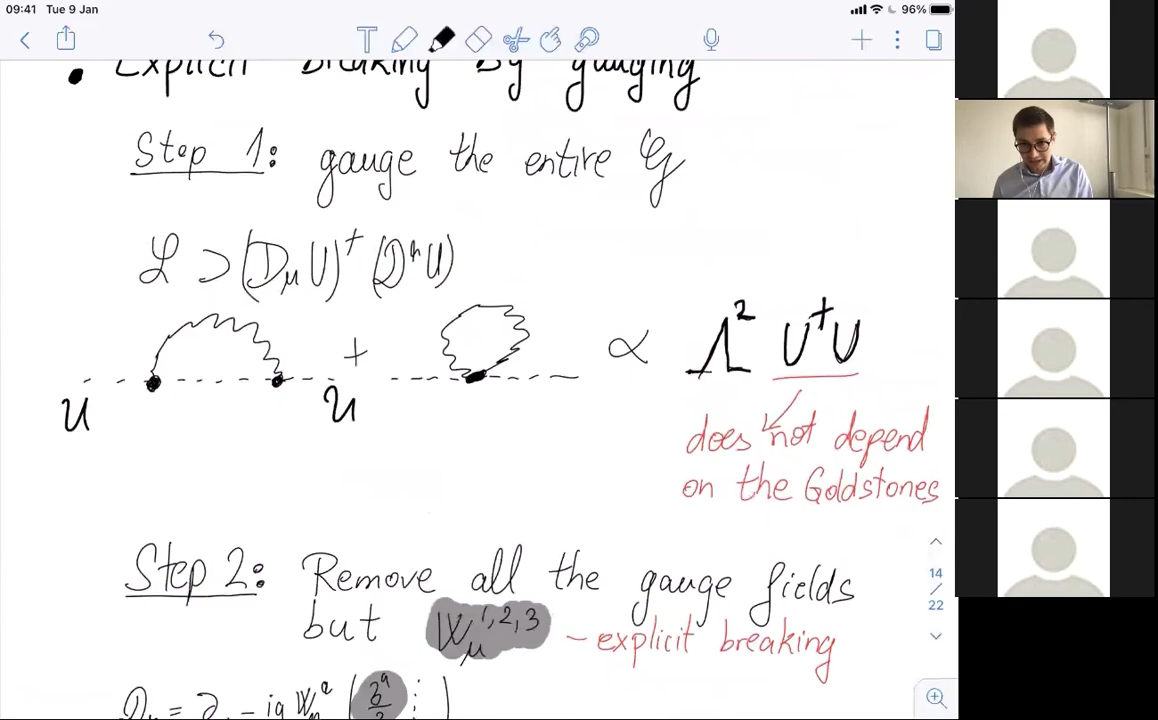 09:41 Tue 9 Jan 96%
• Explicit breaking by gauging
Step 1: gauge the entire 𝒢
ℒ ⊃ (D_μ U)† (D^μ U)
U + U ∝ Λ² U†U
does not depend
on the Goldstones
Step 2: Remove all the gauge fields
but W_μ^{1,2,3} – explicit breaking
14
/
22